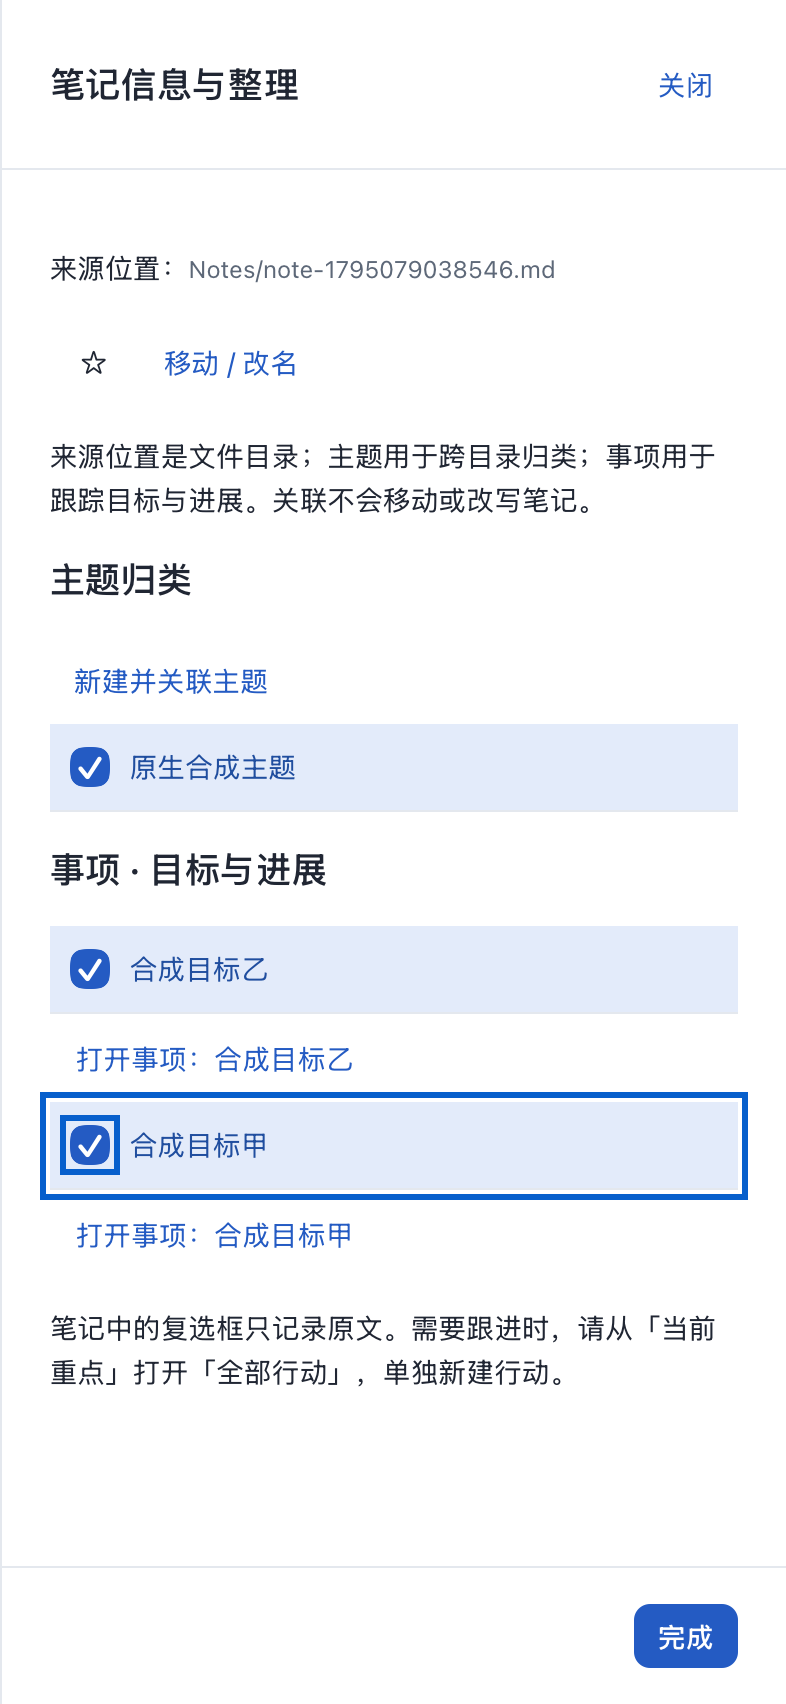 笔记信息与整理
关闭
来源位置： Notes/note-1795079038546.md
☆ 移动 / 改名
来源位置是文件目录；主题用于跨目录归类；事项用于
跟踪目标与进展。关联不会移动或改写笔记。
主题归类
新建并关联主题
原生合成主题
事项 · 目标与进展
合成目标乙
打开事项：合成目标乙
合成目标甲
打开事项：合成目标甲
笔记中的复选框只记录原文。需要跟进时，请从「当前
重点」打开「全部行动」，单独新建行动。
完成